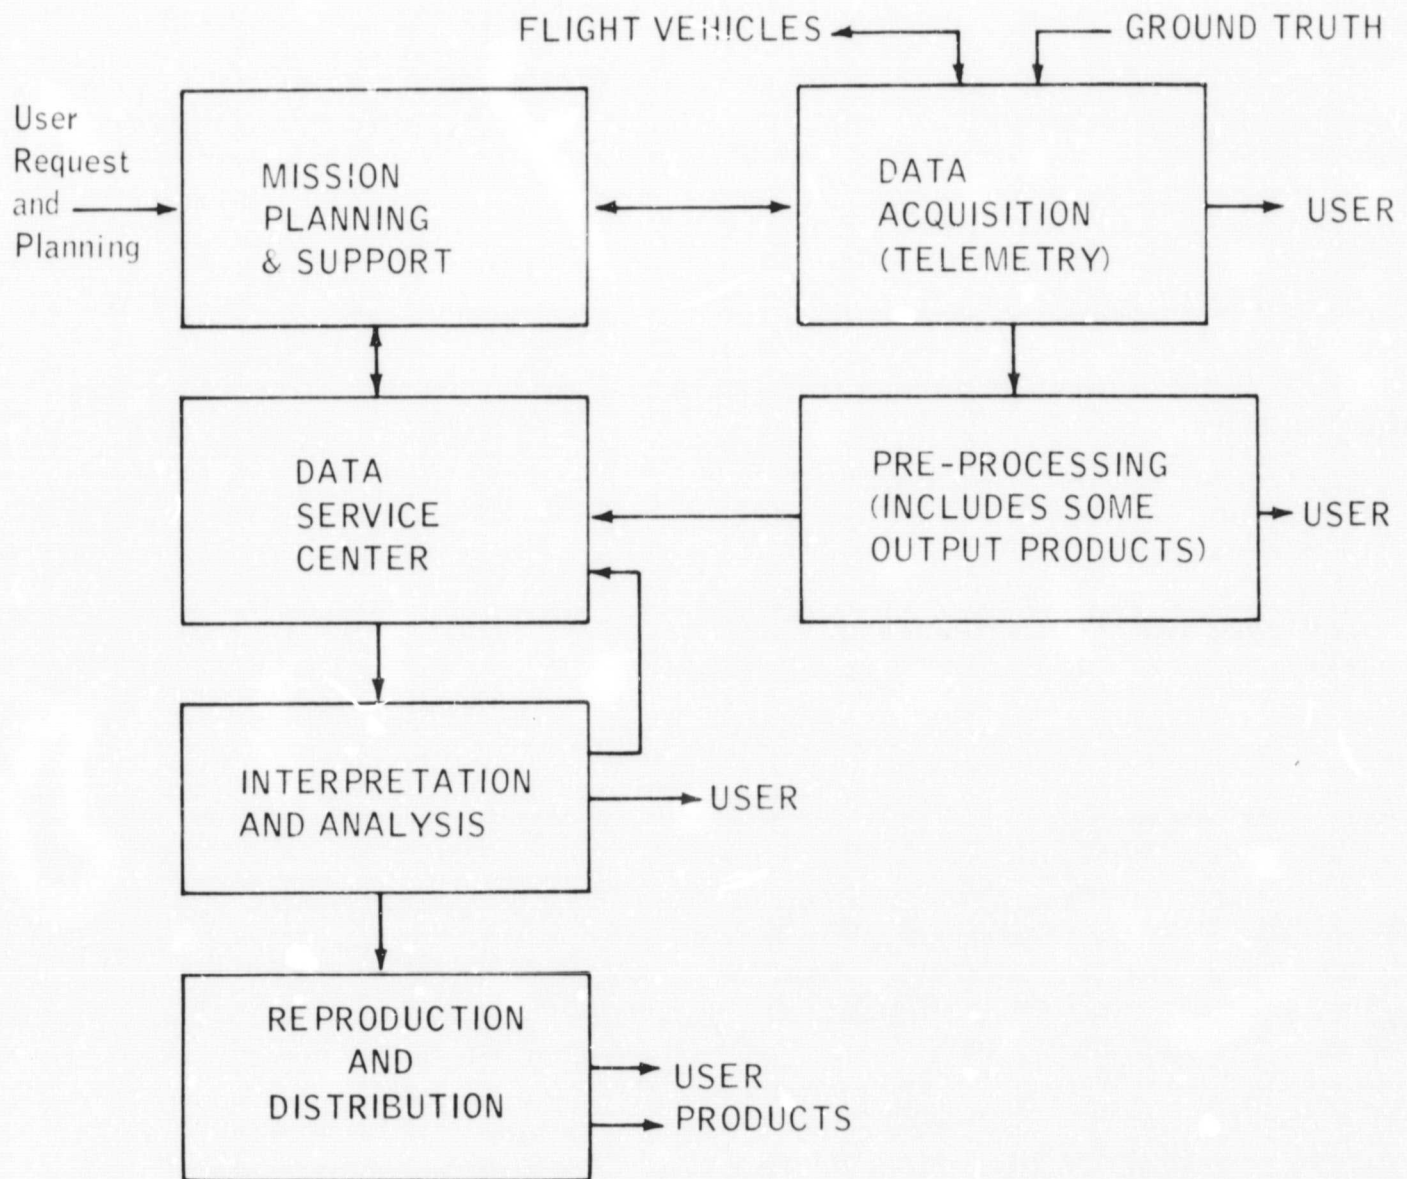 FLIGHT VEHICLES
GROUND TRUTH
User
Request
and
Planning
MISSION
PLANNING
& SUPPORT
DATA
ACQUISITION
(TELEMETRY)
USER
DATA
SERVICE
CENTER
PRE-PROCESSING
(INCLUDES SOME
OUTPUT PRODUCTS)
USER
INTERPRETATION
AND ANALYSIS
USER
REPRODUCTION
AND
DISTRIBUTION
USER
PRODUCTS